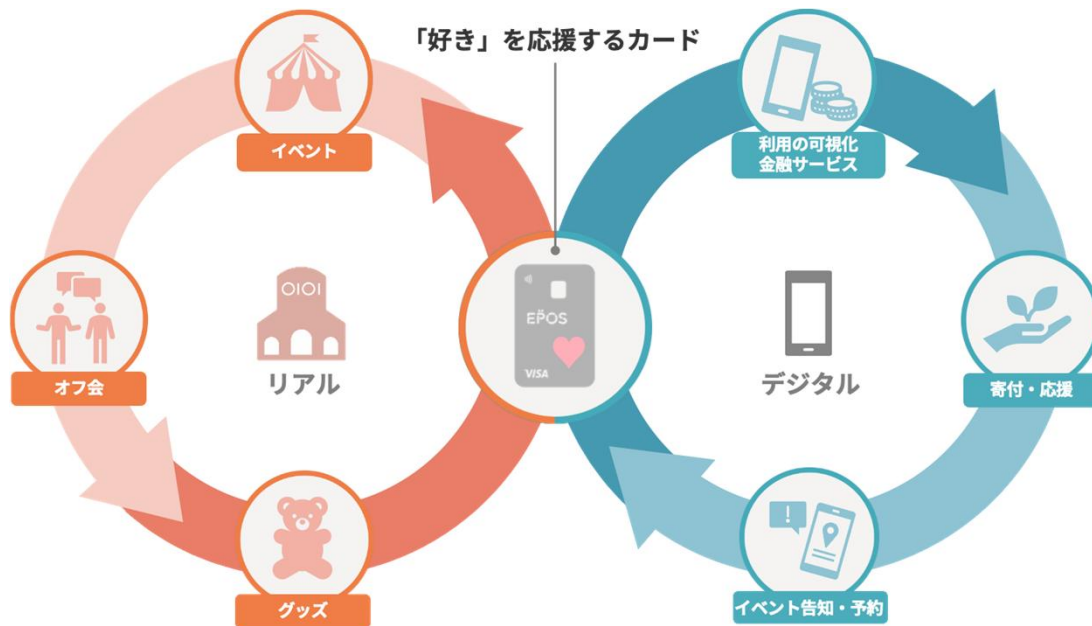 「好き」を応援するカード
イベント
オフ会
グッズ
OIOI
リアル
EPOS
VISA
利用の可視化
金融サービス
デジタル
寄付・応援
!
イベント告知・予約